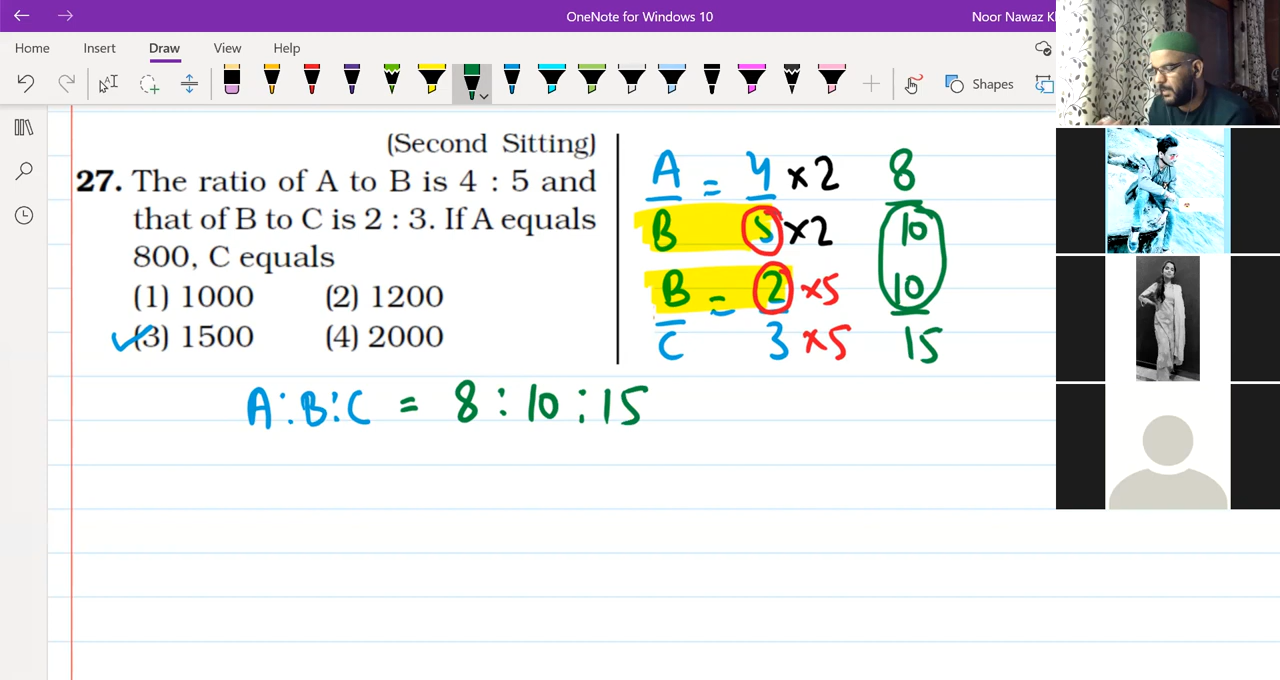 OneNote for Windows 10
Noor Nawaz Kh
Home Insert Draw View Help
Shapes
(Second Sitting)
27. The ratio of A to B is 4 : 5 and
that of B to C is 2 : 3. If A equals
800, C equals
(1) 1000 (2) 1200
(3) 1500 (4) 2000
A = 4 ×2 8
B 5 ×2 10
B = 2 ×5 10
C 3 ×5 15
A:B:C = 8:10:15